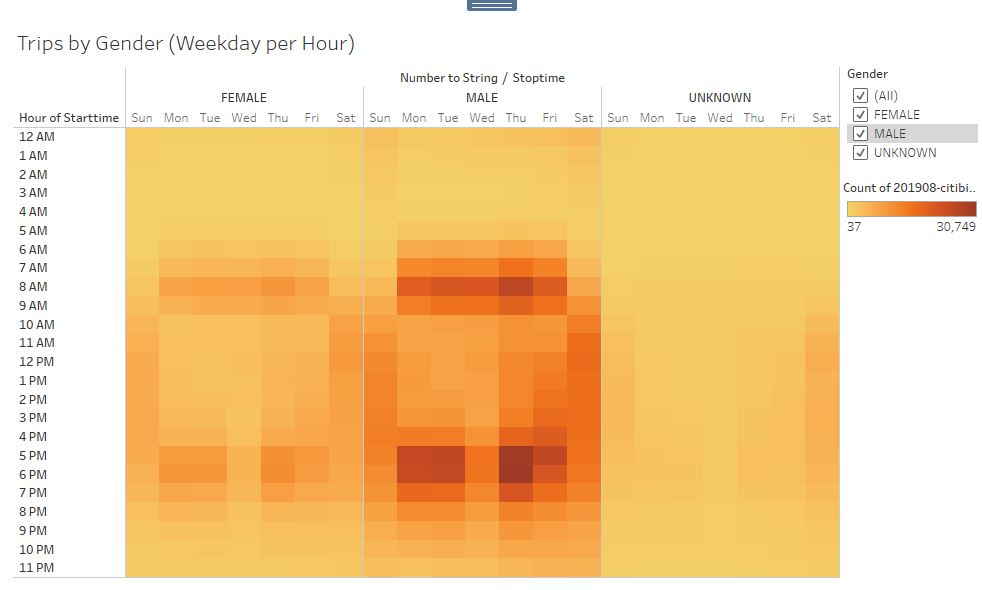 Trips by Gender (Weekday per Hour)
Number to String / Stoptime
FEMALE MALE UNKNOWN
Hour of Starttime Sun Mon Tue Wed Thu Fri Sat Sun Mon Tue Wed Thu Fri Sat Sun Mon Tue Wed Thu Fri Sat
12 AM
1 AM
2 AM
3 AM
4 AM
5 AM
6 AM
7 AM
8 AM
9 AM
10 AM
11 AM
12 PM
1 PM
2 PM
3 PM
4 PM
5 PM
6 PM
7 PM
8 PM
9 PM
10 PM
11 PM
Gender
(All)
FEMALE
MALE
UNKNOWN
Count of 201908-citibi..
37 30,749